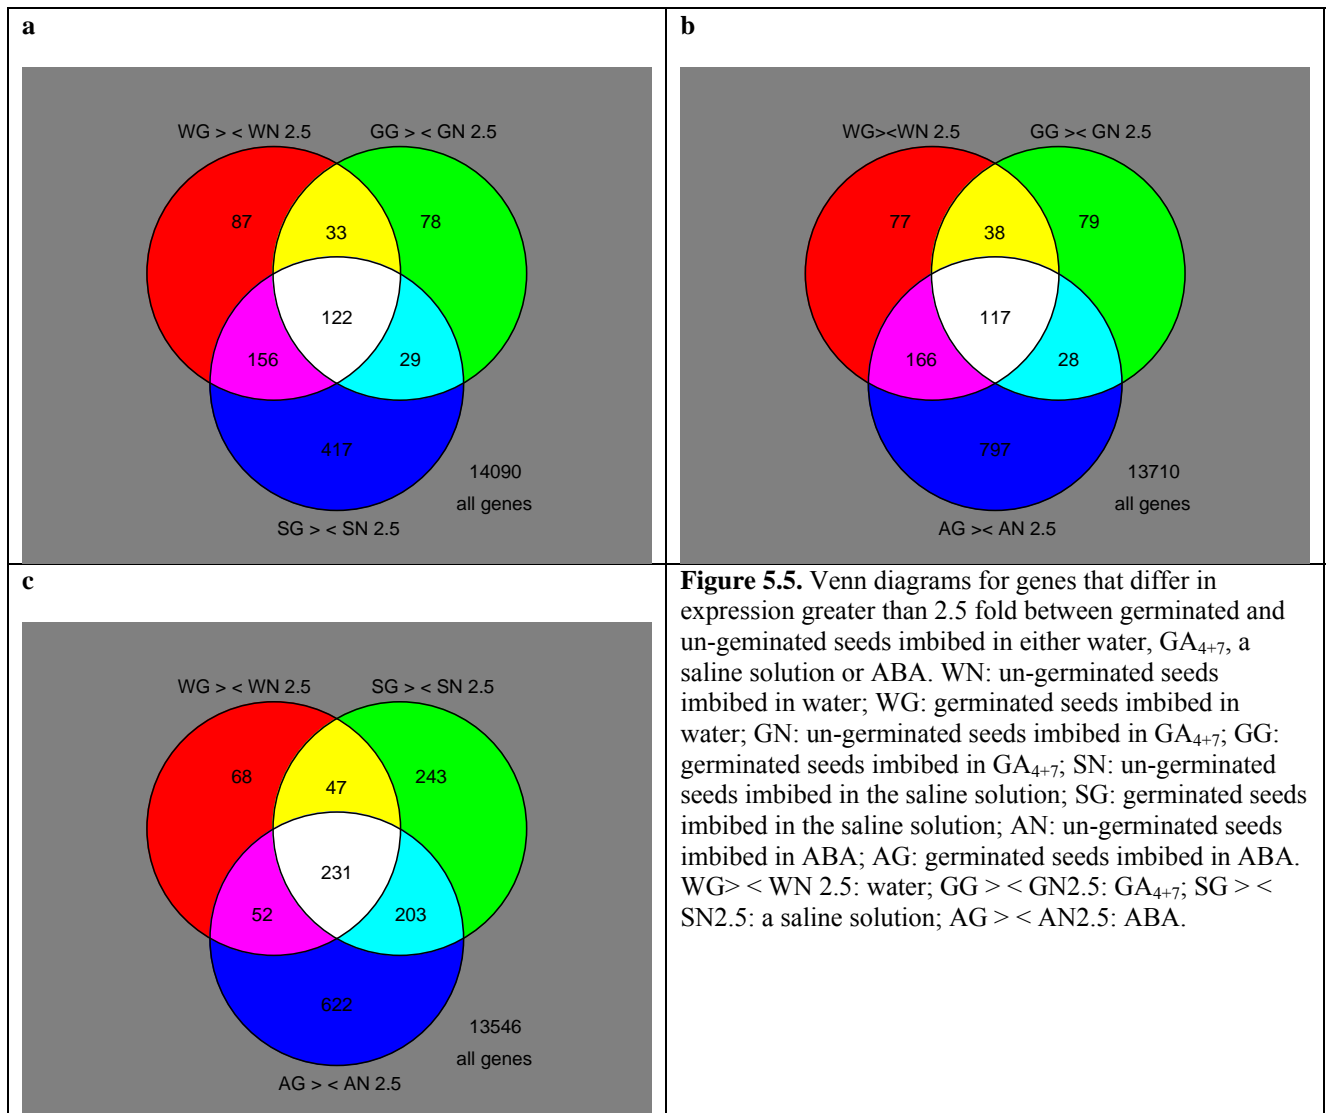 a
WG > < WN 2.5
GG > < GN 2.5
87
33
78
122
156
29
417
14090
all genes
SG > < SN 2.5
b
WG><WN 2.5
GG >< GN 2.5
77
38
79
117
166
28
797
13710
all genes
AG >< AN 2.5
c
WG > < WN 2.5
SG > < SN 2.5
68
47
243
231
52
203
622
13546
all genes
AG > < AN 2.5
Figure 5.5. Venn diagrams for genes that differ in
expression greater than 2.5 fold between germinated and
un-geminated seeds imbibed in either water, GA₄₊₇, a
saline solution or ABA. WN: un-germinated seeds
imbibed in water; WG: germinated seeds imbibed in
water; GN: un-germinated seeds imbibed in GA₄₊₇; GG:
germinated seeds imbibed in GA₄₊₇; SN: un-germinated
seeds imbibed in the saline solution; SG: germinated seeds
imbibed in the saline solution; AN: un-germinated seeds
imbibed in ABA; AG: germinated seeds imbibed in ABA.
WG> < WN 2.5: water; GG > < GN2.5: GA₄₊₇; SG > <
SN2.5: a saline solution; AG > < AN2.5: ABA.